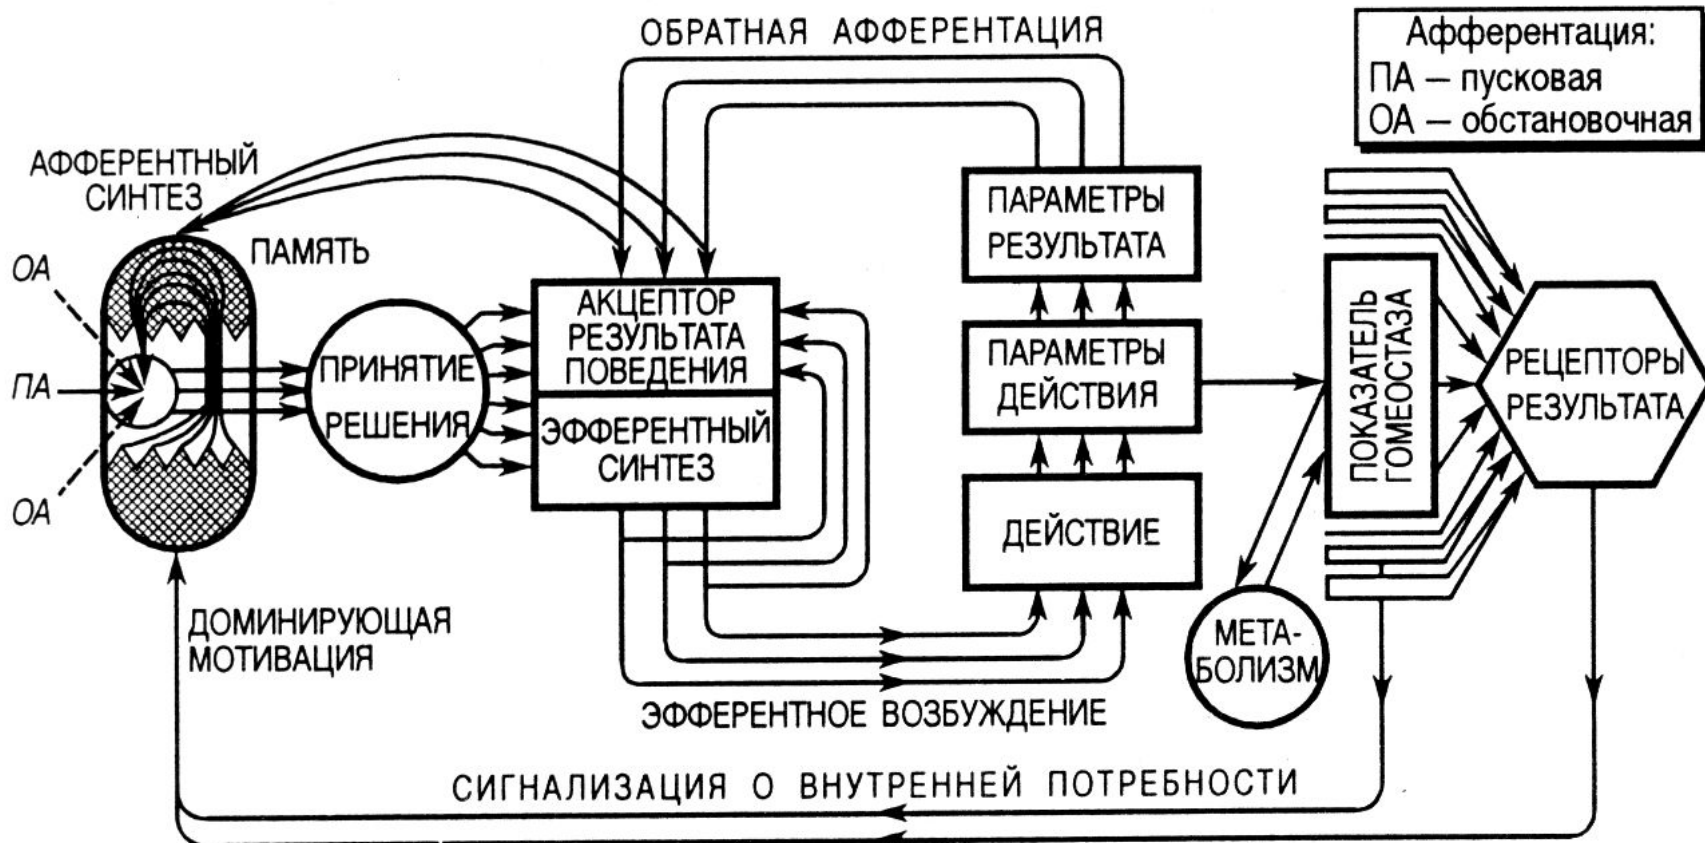 ОБРАТНАЯ АФФЕРЕНТАЦИЯ
Афферентация:
ПА – пусковая
ОА – обстановочная
АФФЕРЕНТНЫЙ
СИНТЕЗ
ПАМЯТЬ
ОА
ПА
ОА
ПРИНЯТИЕ
РЕШЕНИЯ
АКЦЕПТОР
РЕЗУЛЬТАТА
ПОВЕДЕНИЯ
ЭФФЕРЕНТНЫЙ
СИНТЕЗ
ПАРАМЕТРЫ
РЕЗУЛЬТАТА
ПАРАМЕТРЫ
ДЕЙСТВИЯ
ДЕЙСТВИЕ
ПОКАЗАТЕЛЬ
ГОМЕОСТАЗА
РЕЦЕПТОРЫ
РЕЗУЛЬТАТА
МЕТА-
БОЛИЗМ
ДОМИНИРУЮЩАЯ
МОТИВАЦИЯ
ЭФФЕРЕНТНОЕ ВОЗБУЖДЕНИЕ
СИГНАЛИЗАЦИЯ О ВНУТРЕННЕЙ ПОТРЕБНОСТИ